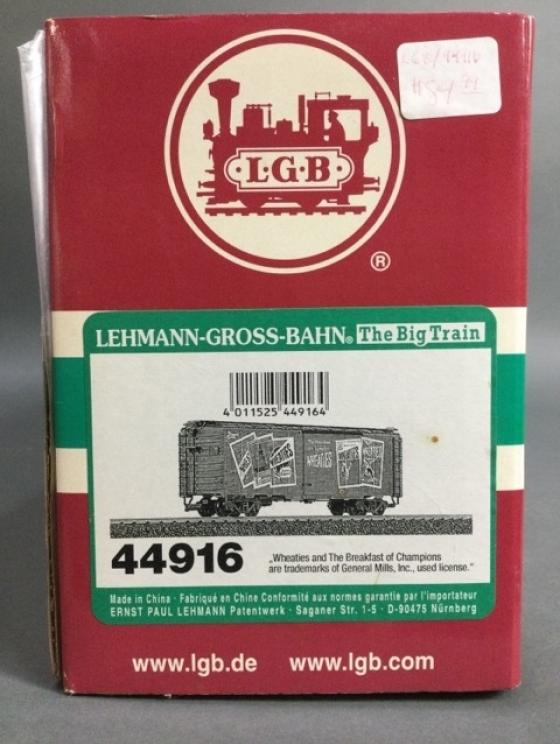 L·G·B
®
LEHMANN-GROSS-BAHN® The Big Train
4 011525 449164
WHEATIES
44916
„Wheaties and The Breakfast of Champions
are trademarks of General Mills, Inc., used license.“
Made in China · Fabriqué en Chine Conformité aux normes garantie par l'importateur
ERNST PAUL LEHMANN Patentwerk · Saganer Str. 1-5 · D-90475 Nürnberg
www.lgb.de www.lgb.com